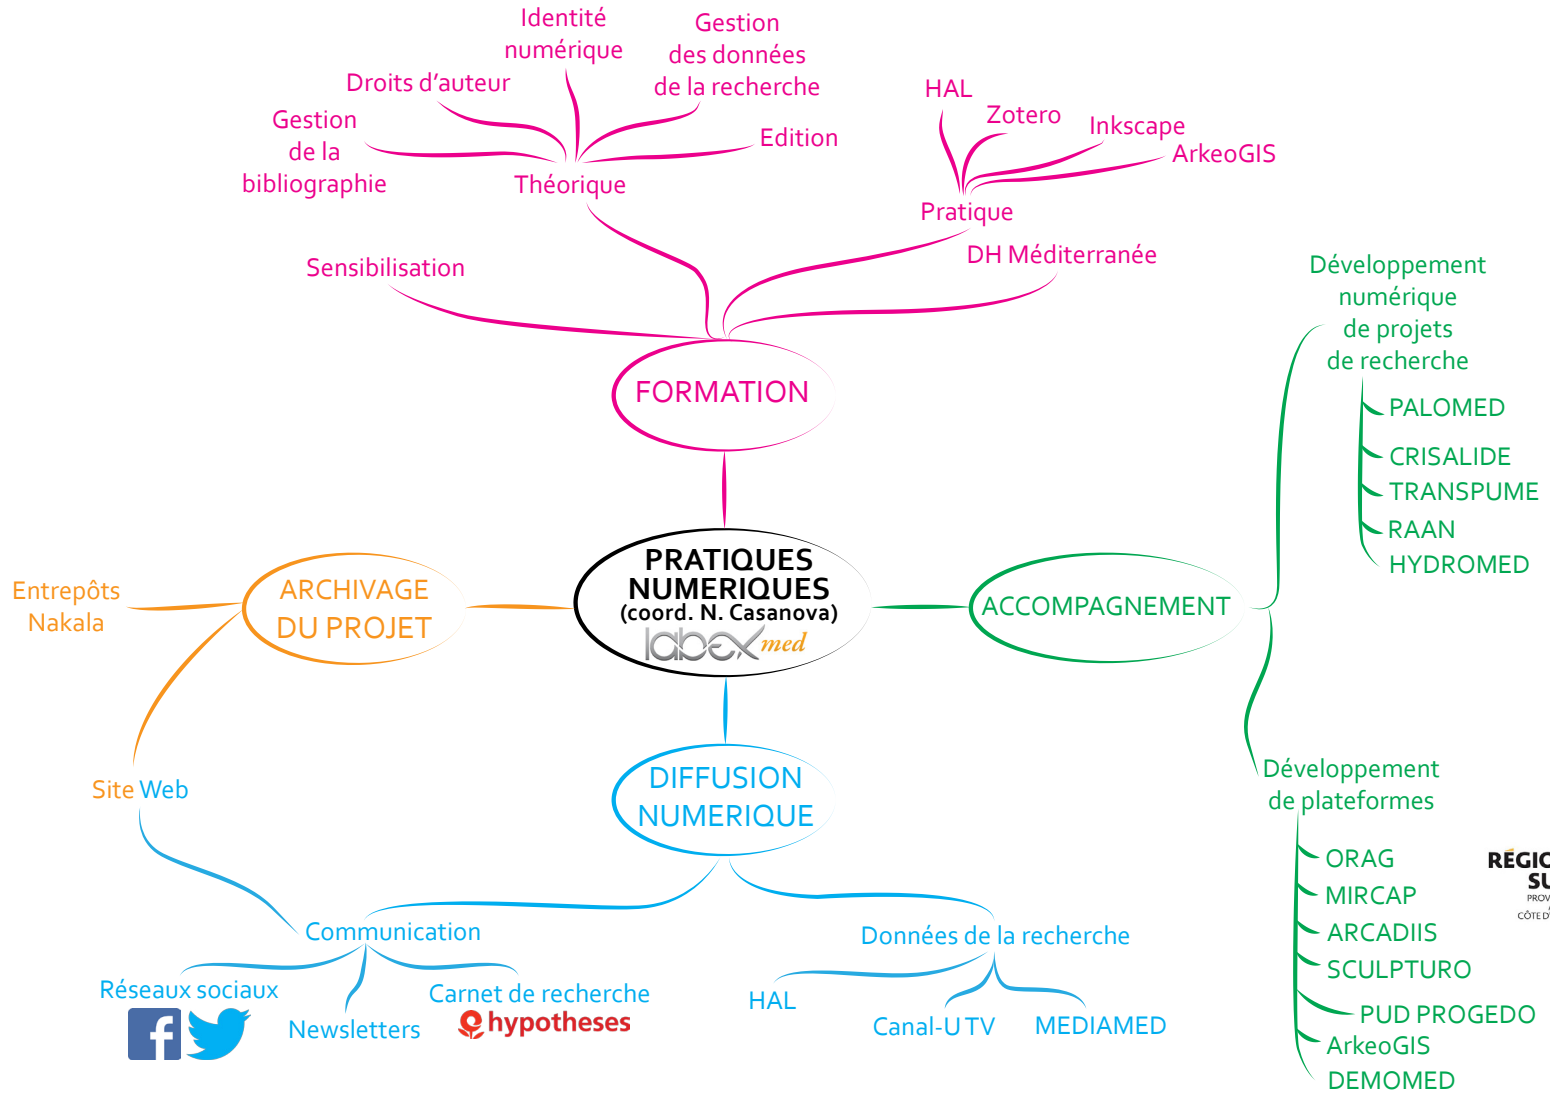 Identité
numérique
Gestion
des données
de la recherche
Droits d'auteur
Gestion
de la
bibliographie
Edition
Théorique
HAL
Zotero
Inkscape
ArkeoGIS
Pratique
Sensibilisation
DH Méditerranée
FORMATION
Développement
numérique
de projets
de recherche
PALOMED
CRISALIDE
TRANSPUME
RAAN
HYDROMED
PRATIQUES
NUMERIQUES
(coord. N. Casanova)
labex med
ARCHIVAGE
DU PROJET
Entrepôts
Nakala
Site Web
ACCOMPAGNEMENT
DIFFUSION
NUMERIQUE
Développement
de plateformes
ORAG
MIRCAP
ARCADIIS
SCULPTURO
PUD PROGEDO
ArkeoGIS
DEMOMED
RÉGIO
SU
PROV
CÔTE D
Communication
Réseaux sociaux
f
Newsletters
Carnet de recherche
hypotheses
Données de la recherche
HAL
Canal-U TV
MEDIAMED